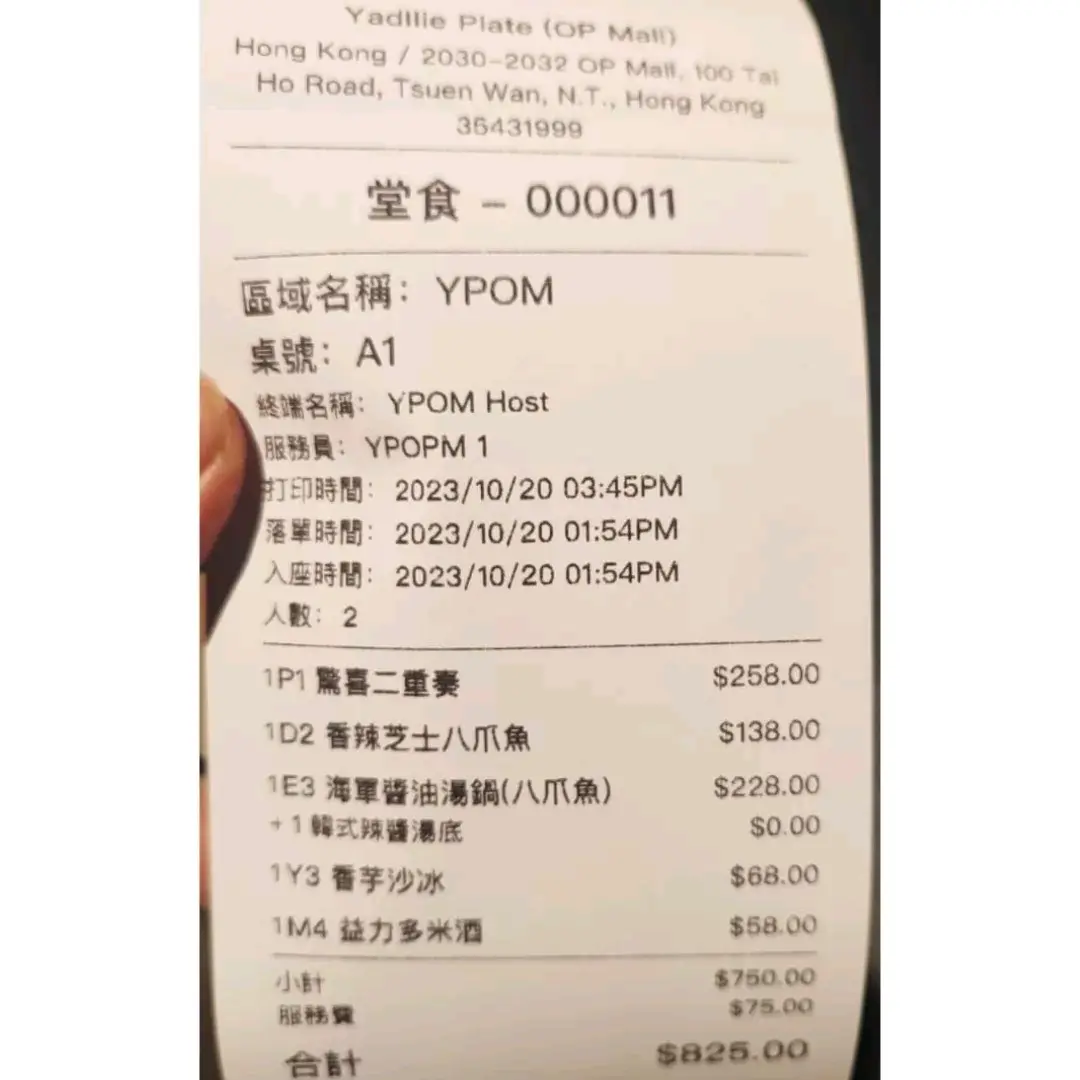 Yadllie Plate (OP Mall)
Hong Kong / 2030-2032 OP Mall, 100 Tai
Ho Road, Tsuen Wan, N.T., Hong Kong
35431999
堂食 - 000011
區域名稱: YPOM
桌號: A1
終端名稱: YPOM Host
服務員: YPOPM 1
打印時間: 2023/10/20 03:45PM
落單時間: 2023/10/20 01:54PM
入座時間: 2023/10/20 01:54PM
人數: 2
1P1 驚喜二重奏 $258.00
1D2 香辣芝士八爪魚 $138.00
1E3 海軍醬油湯鍋(八爪魚) $228.00
+ 1 韓式辣醬湯底 $0.00
1Y3 香芋沙冰 $68.00
1M4 益力多米酒 $58.00
小計 $750.00
服務費 $75.00
合計 $825.00